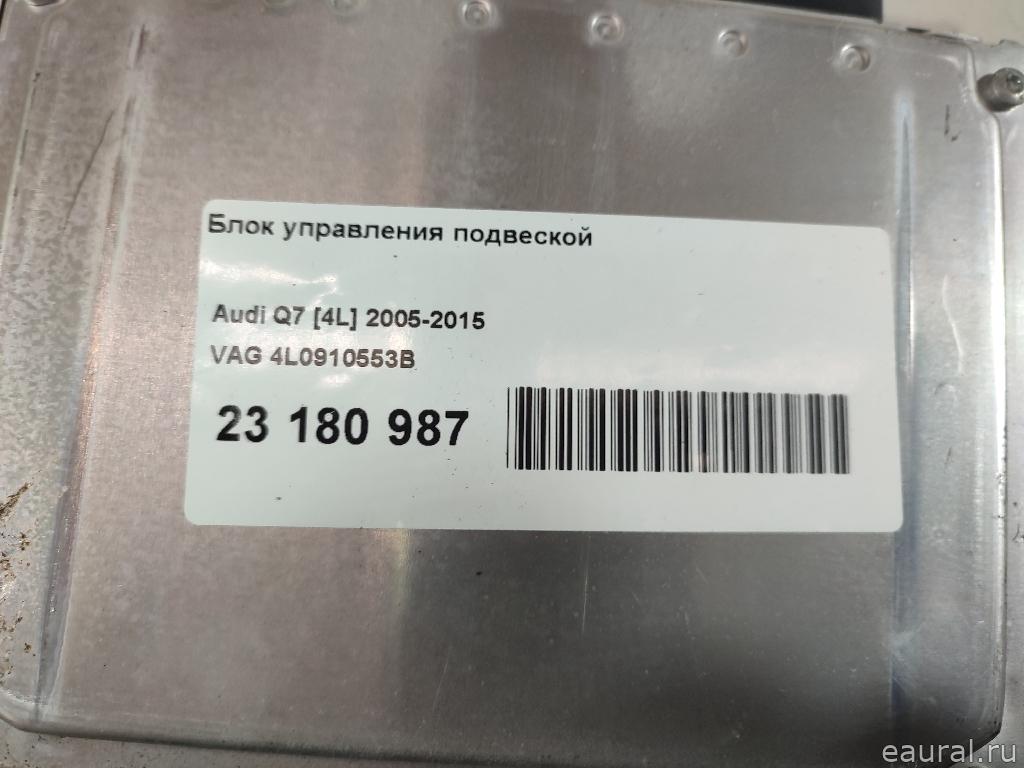 Блок управления подвеской
Audi Q7 [4L] 2005-2015
VAG 4L0910553B
23 180 987
eaural.ru